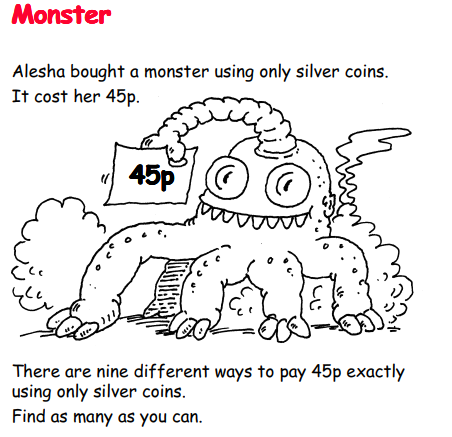 Monster
Alesha bought a monster using only silver coins.
It cost her 45p.
45p
There are nine different ways to pay 45p exactly
using only silver coins.
Find as many as you can.